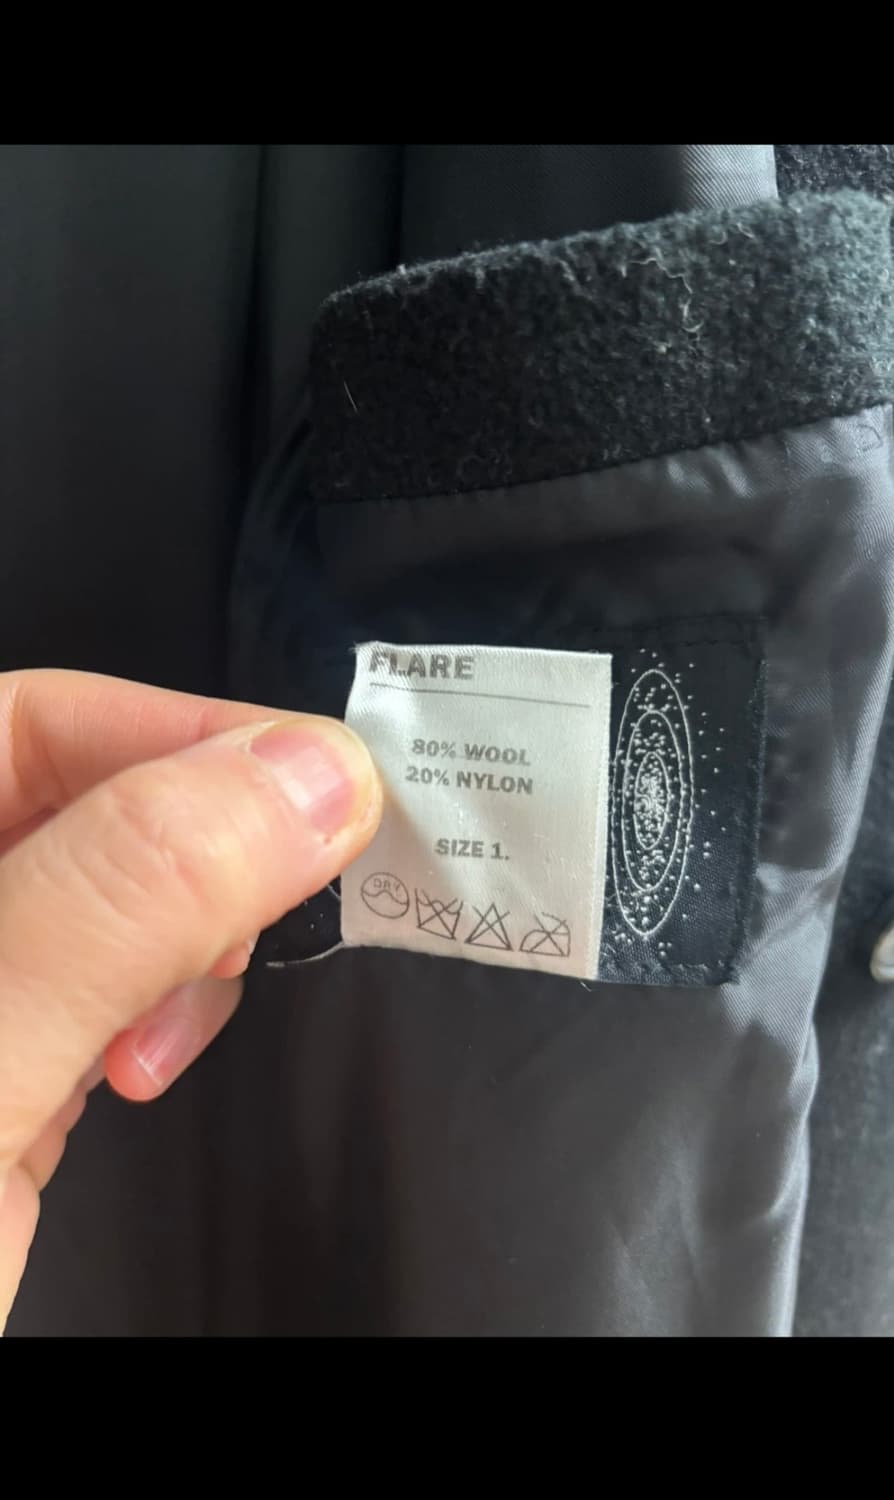 FLARE
80% WOOL
20% NYLON
SIZE 1.
DRY